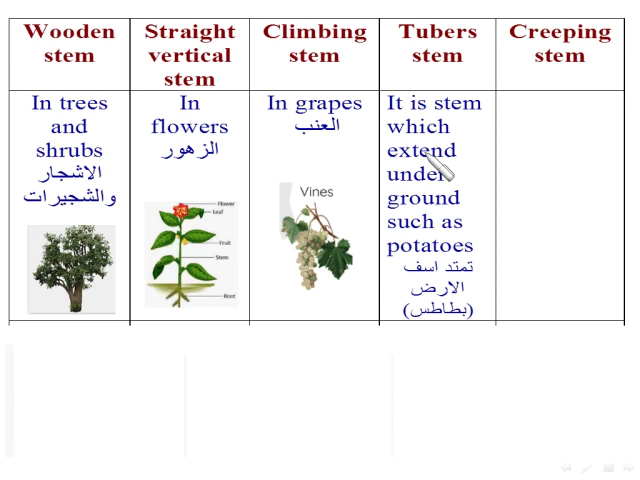 Wooden
stem
Straight
vertical
stem
Climbing
stem
Tubers
stem
Creeping
stem
In trees
and
shrubs
الاشجار
والشجيرات
In
flowers
الزهور
Flower
Leaf
Fruit
Stem
Root
In grapes
العنب
Vines
It is stem
which
extend
under
ground
such as
potatoes
تمتد اسف
الارض
(بطاطس)